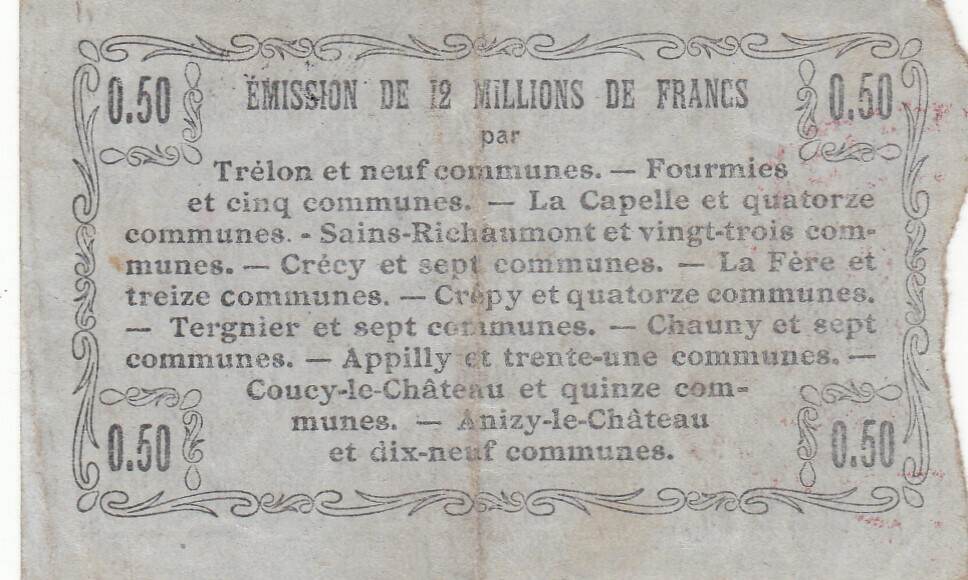 0.50 ÉMISSION DE 12 MILLIONS DE FRANCS 0.50
par
Trélon et neuf communes. — Fourmies
et cinq communes. — La Capelle et quatorze
communes. - Sains-Richaumont et vingt-trois com-
munes. — Crécy et sept communes. — La Fère et
treize communes. — Crépy et quatorze communes.
— Tergnier et sept communes. — Chauny et sept
communes. — Appilly et trente-une communes. —
Coucy-le-Château et quinze com-
munes. — Anizy-le-Château
0.50 et dix-neuf communes. 0.50